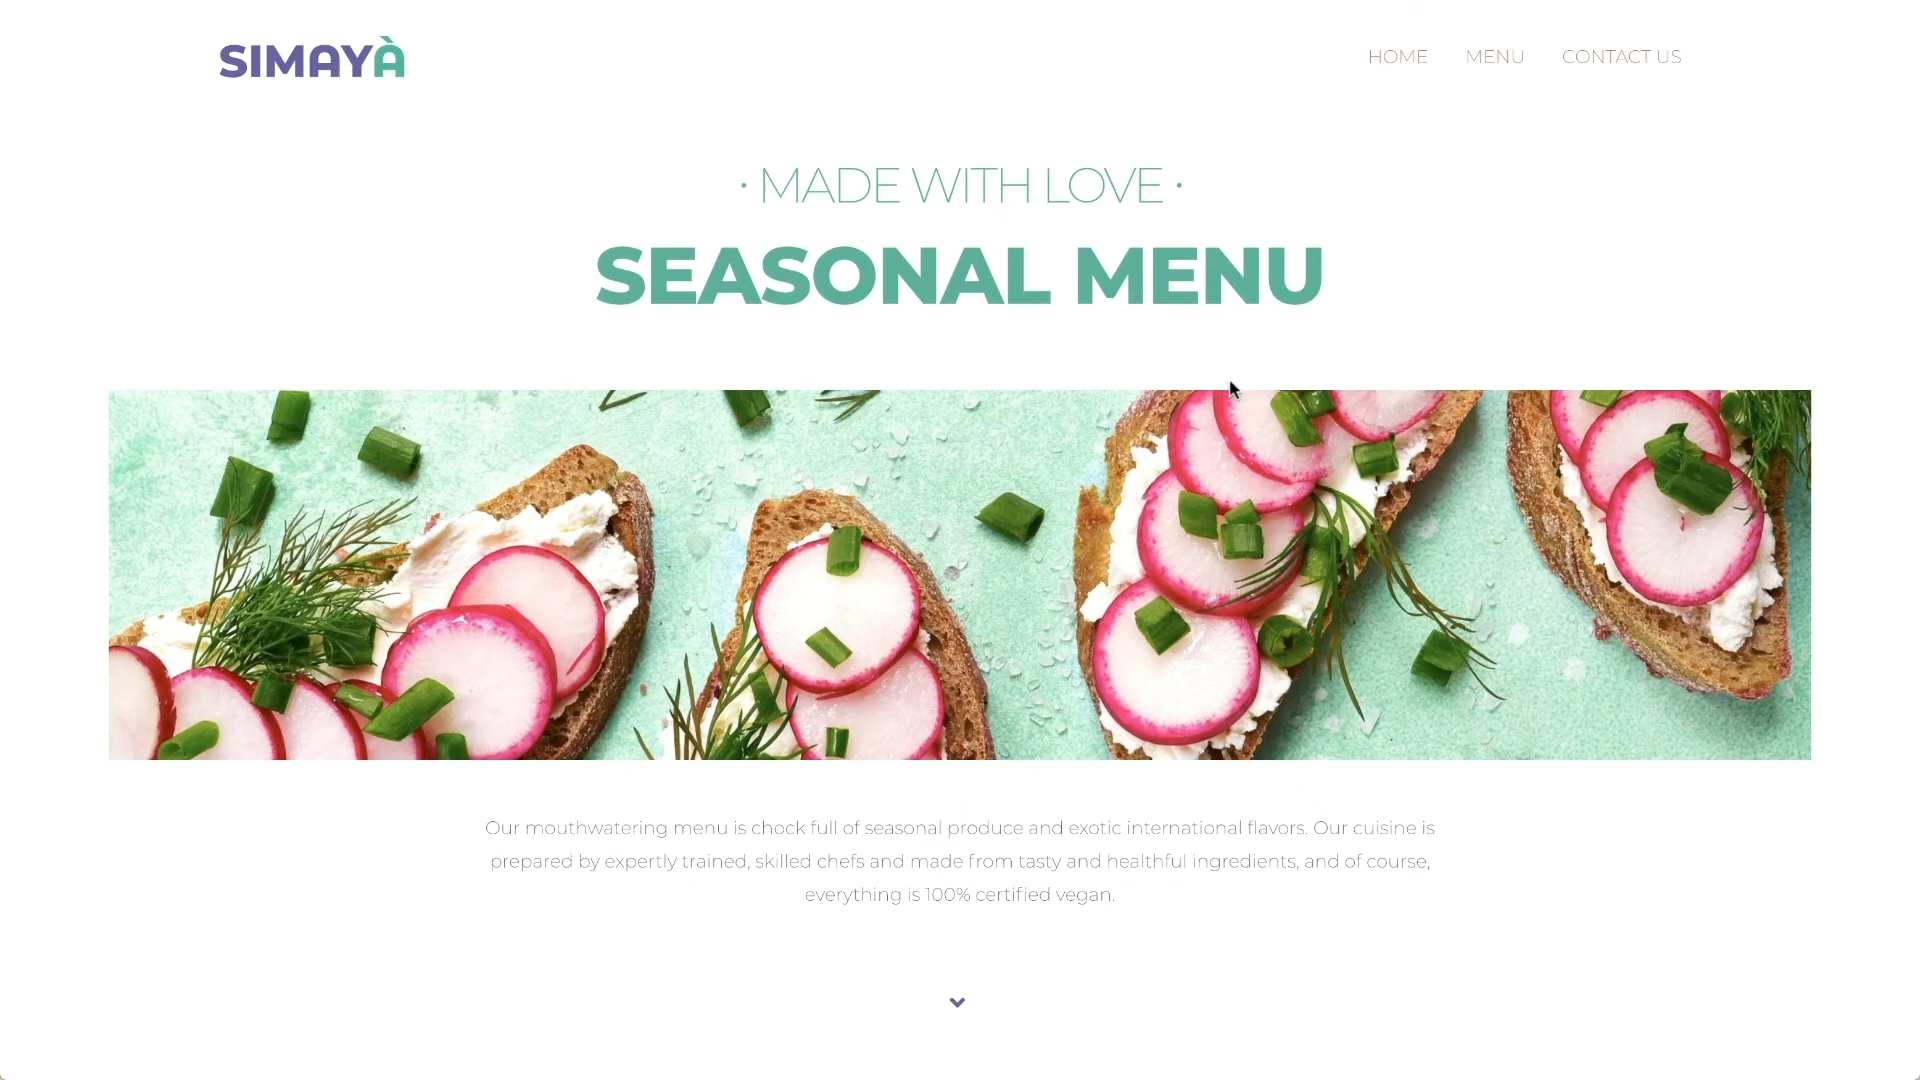 SIMAYÀ
HOME MENU CONTACT US
· MADE WITH LOVE ·
SEASONAL MENU
Our mouthwatering menu is chock full of seasonal produce and exotic international flavors. Our cuisine is
prepared by expertly trained, skilled chefs and made from tasty and healthful ingredients, and of course,
everything is 100% certified vegan.